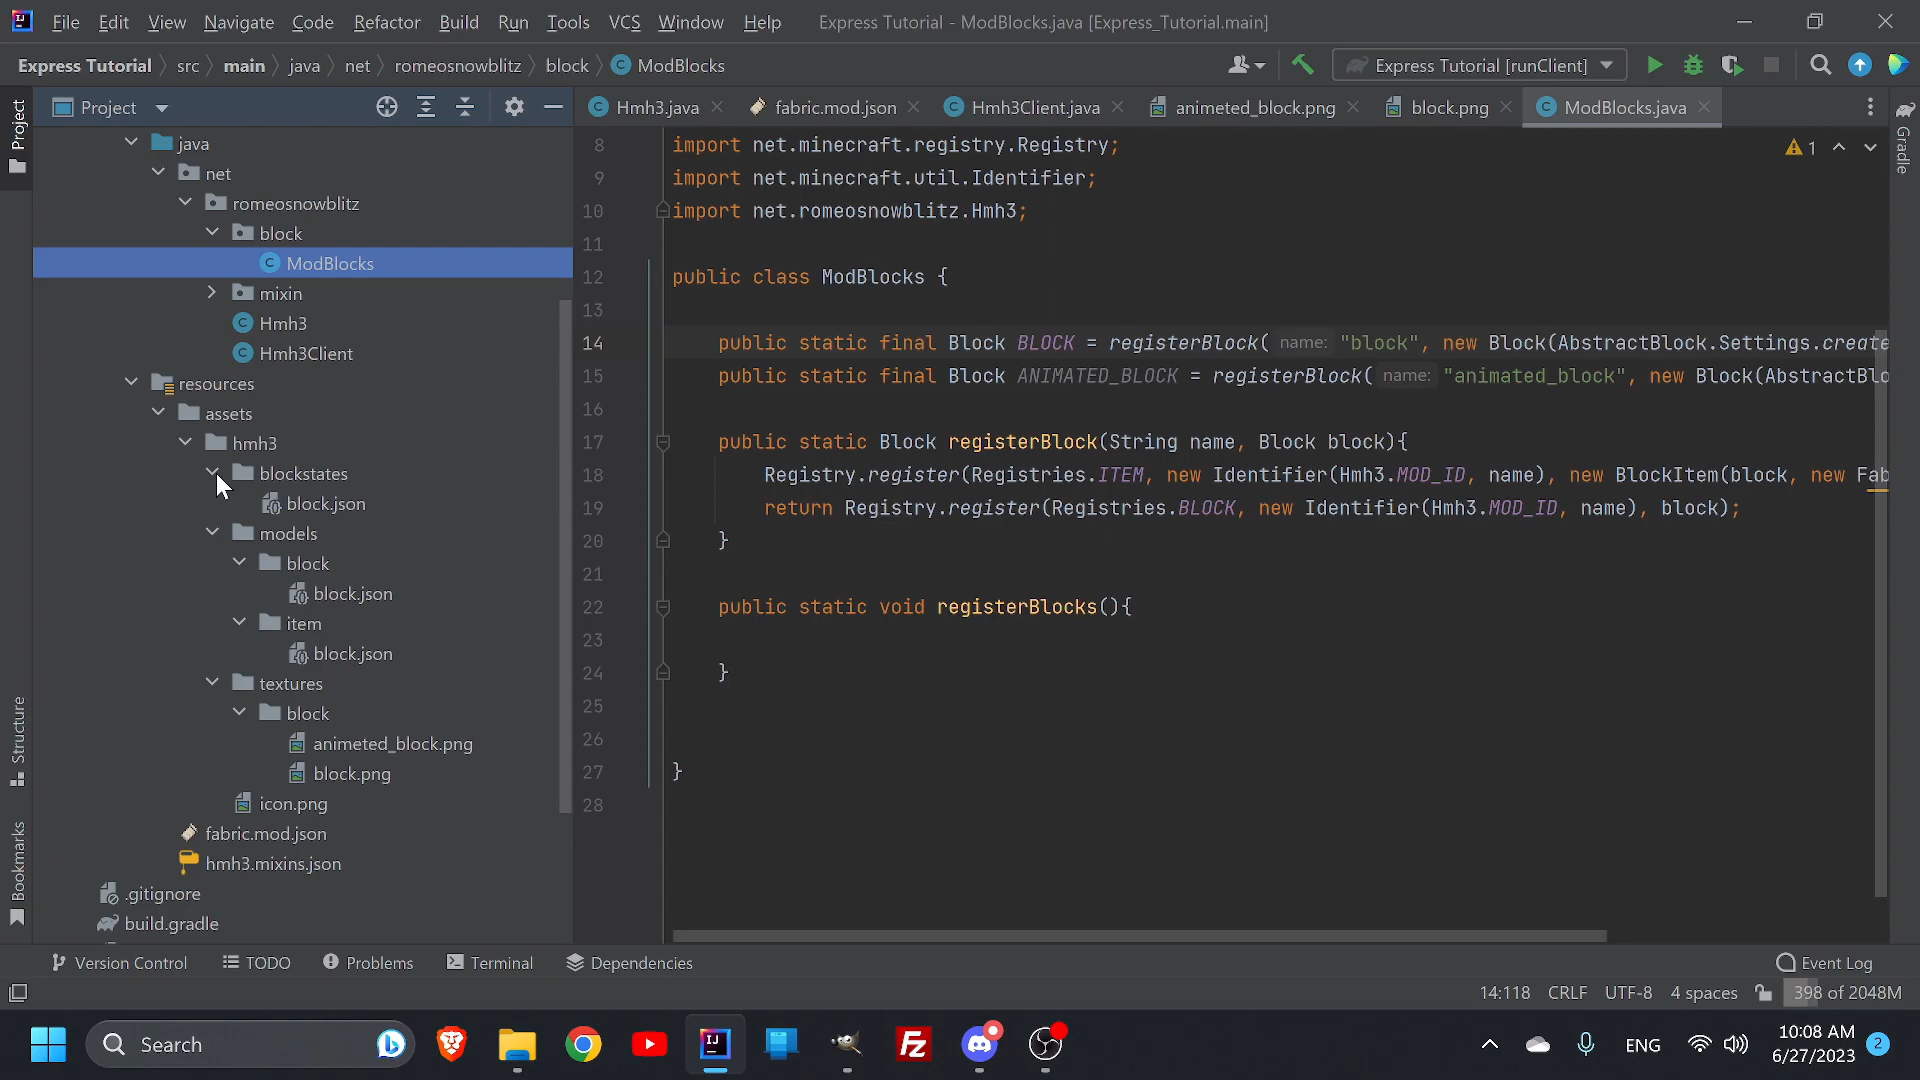 File Edit View Navigate Code Refactor Build Run Tools VCS Window Help Express Tutorial - ModBlocks.java [Express_Tutorial.main]
Express Tutorial src main java net romeosnowblitz block ModBlocks Express Tutorial [runClient]
Project
Project
Structure
Bookmarks
java
net
romeosnowblitz
block
ModBlocks
mixin
Hmh3
Hmh3Client
resources
assets
hmh3
blockstates
block.json
models
block
block.json
item
block.json
textures
block
animeted_block.png
block.png
icon.png
fabric.mod.json
hmh3.mixins.json
.gitignore
build.gradle
Hmh3.java fabric.mod.json Hmh3Client.java animeted_block.png block.png ModBlocks.java
1
Gradle
8 import net.minecraft.registry.Registry;
9 import net.minecraft.util.Identifier;
10 import net.romeosnowblitz.Hmh3;
11
12 public class ModBlocks {
13
14 public static final Block BLOCK = registerBlock( name: "block", new Block(AbstractBlock.Settings.create
15 public static final Block ANIMATED_BLOCK = registerBlock( name: "animated_block", new Block(AbstractBlo
16
17 public static Block registerBlock(String name, Block block){
18 Registry.register(Registries.ITEM, new Identifier(Hmh3.MOD_ID, name), new BlockItem(block, new Fab
19 return Registry.register(Registries.BLOCK, new Identifier(Hmh3.MOD_ID, name), block);
20 }
21
22 public static void registerBlocks(){
23
24 }
25
26
27 }
28
Version Control TODO Problems Terminal Dependencies Event Log
14:118 CRLF UTF-8 4 spaces 398 of 2048M
Search ENG 10:08 AM
6/27/2023 2